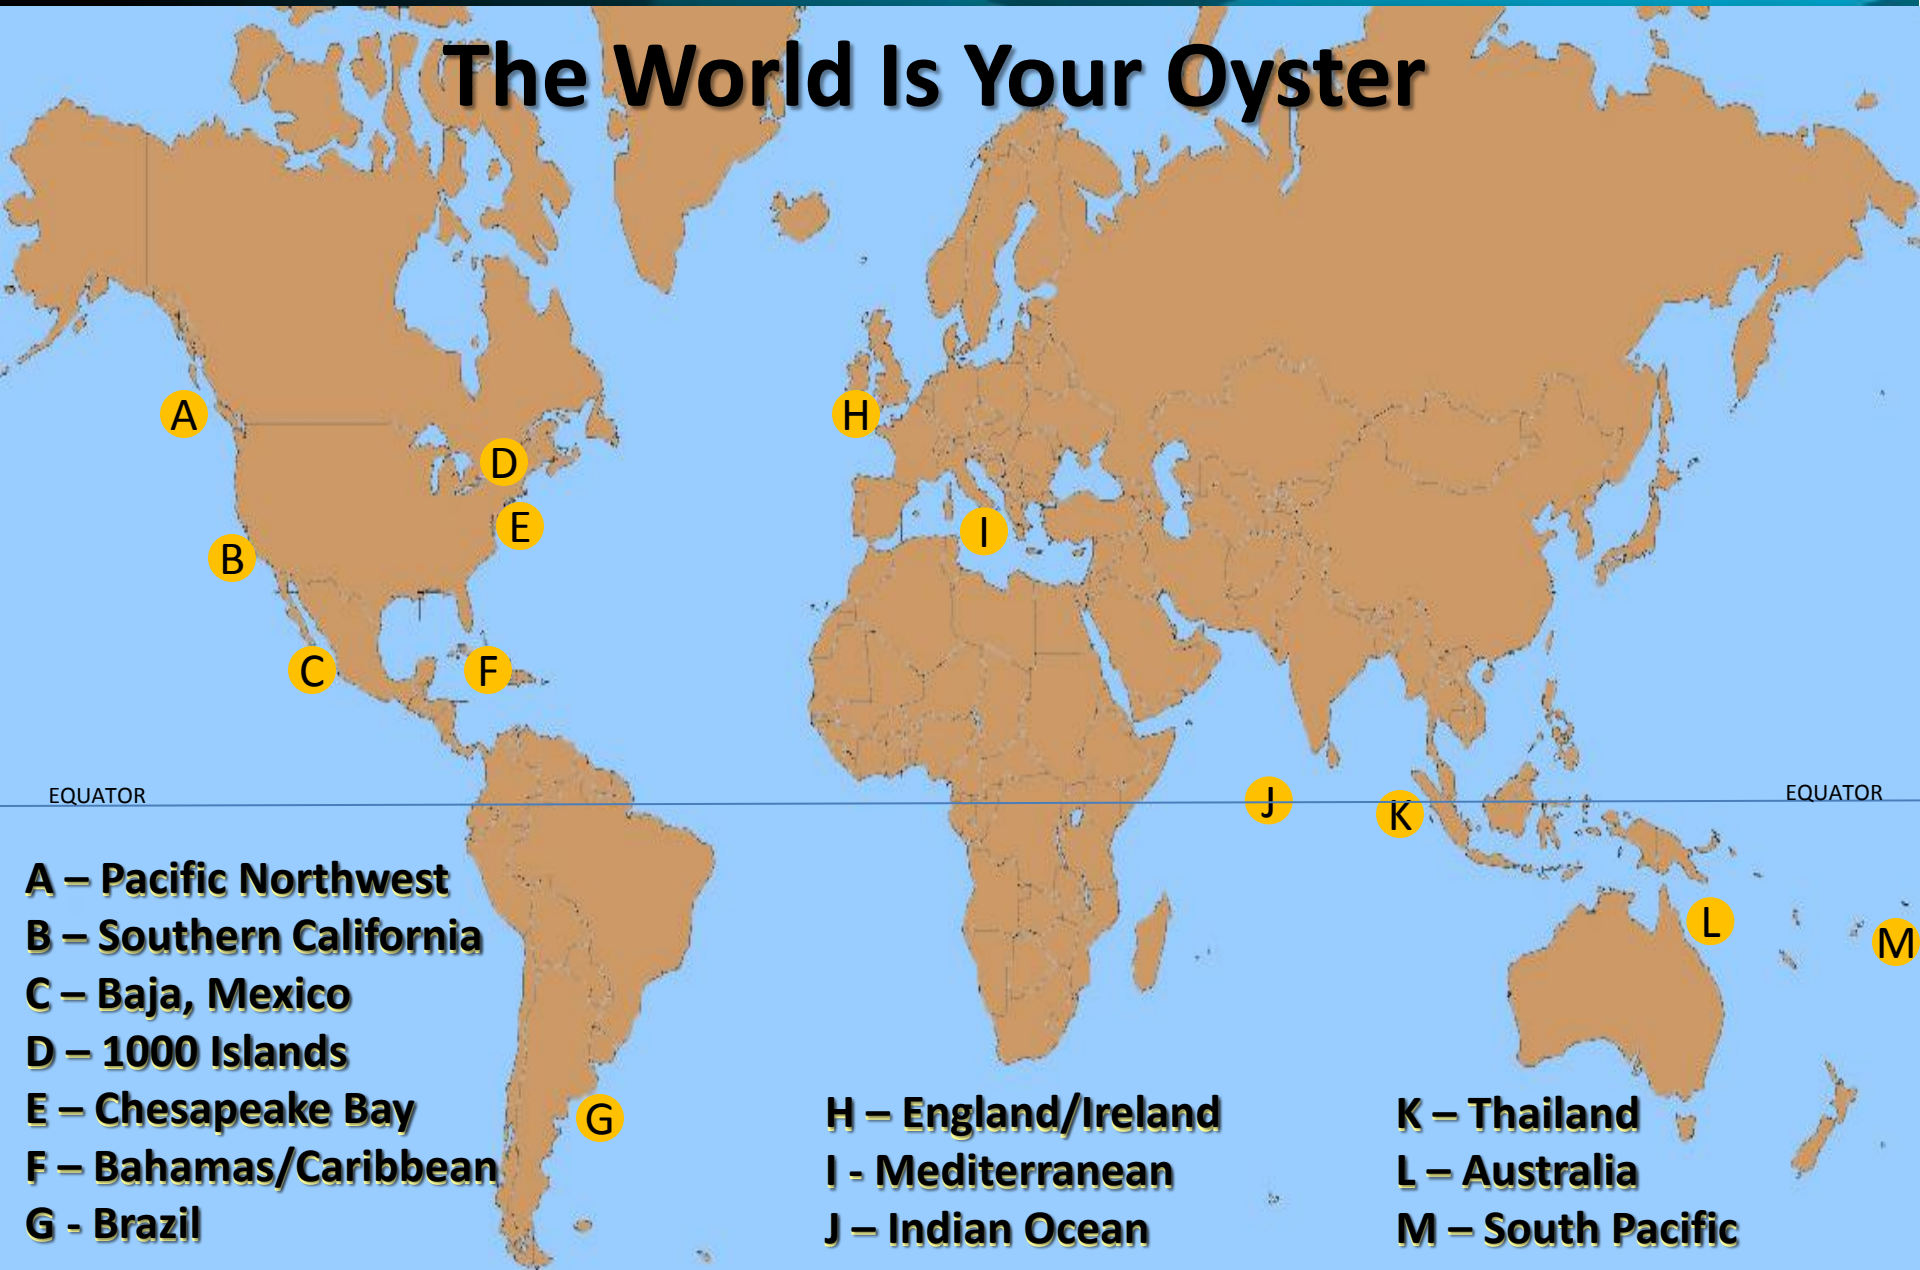 The World Is Your Oyster
A
H
D
E
I
B
C
F
EQUATOR
EQUATOR
J
K
L
M
G
A – Pacific Northwest
B – Southern California
C – Baja, Mexico
D – 1000 Islands
E – Chesapeake Bay
F – Bahamas/Caribbean
G - Brazil
H – England/Ireland
I - Mediterranean
J – Indian Ocean
K – Thailand
L – Australia
M – South Pacific